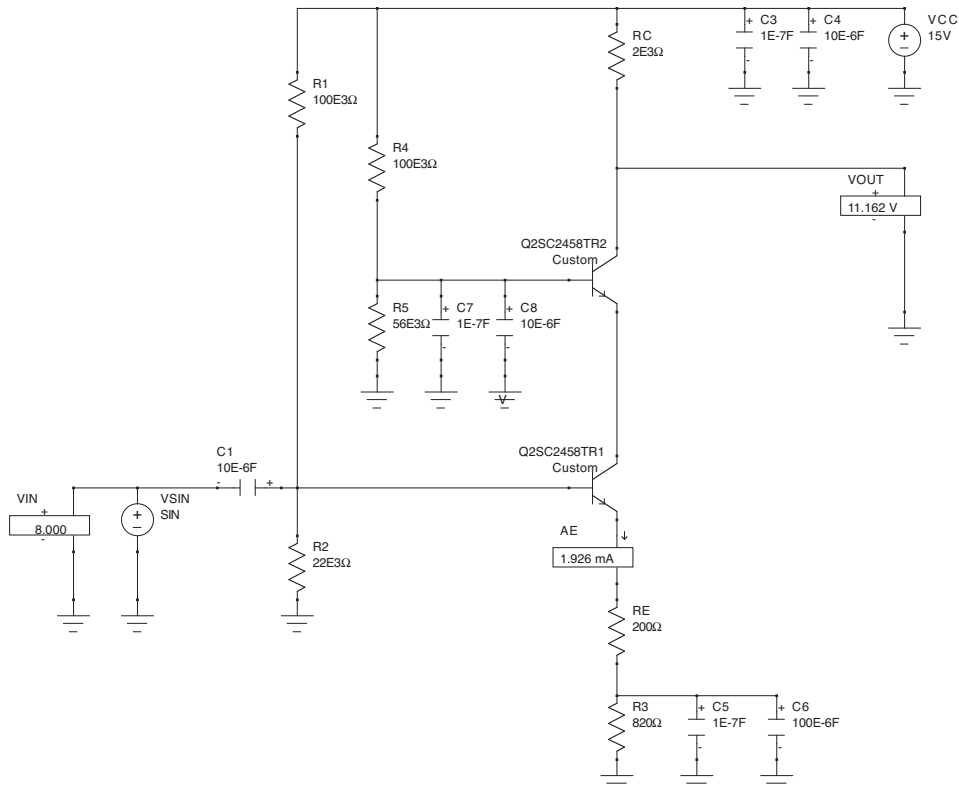 C3
1E-7F
C4
10E-6F
VCC
15V
RC
2E3Ω
R1
100E3Ω
R4
100E3Ω
VOUT
+
11.162 V
-
Q2SC2458TR2
Custom
R5
56E3Ω
C7
1E-7F
C8
10E-6F
V
Q2SC2458TR1
Custom
C1
10E-6F
VIN
+
8.000
-
VSIN
SIN
R2
22E3Ω
AE
1.926 mA
RE
200Ω
R3
820Ω
C5
1E-7F
C6
100E-6F